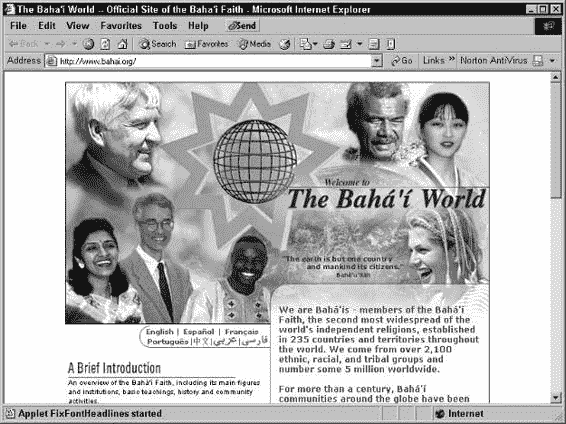 The Baha'i World -- Official Site of the Baha'i Faith - Microsoft Internet Explorer
File Edit View Favorites Tools Help Send
Back Search Favorites Media
Address http://www.bahai.org/ Go Links » Norton AntiVirus
Welcome to
The Bahá'í World
"The earth is but one country
and mankind its citizens."
Bahá'u'lláh
We are Bahá'ís - members of the Bahá'í
Faith, the second most widespread of the
world's independent religions, established
in 235 countries and territories throughout
the world. We come from over 2,100
ethnic, racial, and tribal groups and
number some 5 million worldwide.
For more than a century, Bahá'í
communities around the globe have been
English | Español | Français
Português | 中文 | عربي | فارسی
A Brief Introduction
An overview of the Bahá'í Faith, including its main figures
and institutions, basic teachings, history and community
activities.
Applet FixFontHeadlines started
Internet